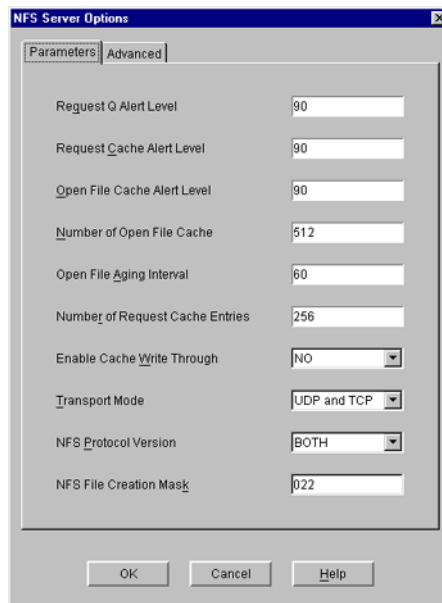 NFS Server Options
Parameters Advanced
Request Q Alert Level 90
Request Cache Alert Level 90
Open File Cache Alert Level 90
Number of Open File Cache 512
Open File Aging Interval 60
Number of Request Cache Entries 256
Enable Cache Write Through NO
Transport Mode UDP and TCP
NFS Protocol Version BOTH
NFS File Creation Mask 022
OK Cancel Help